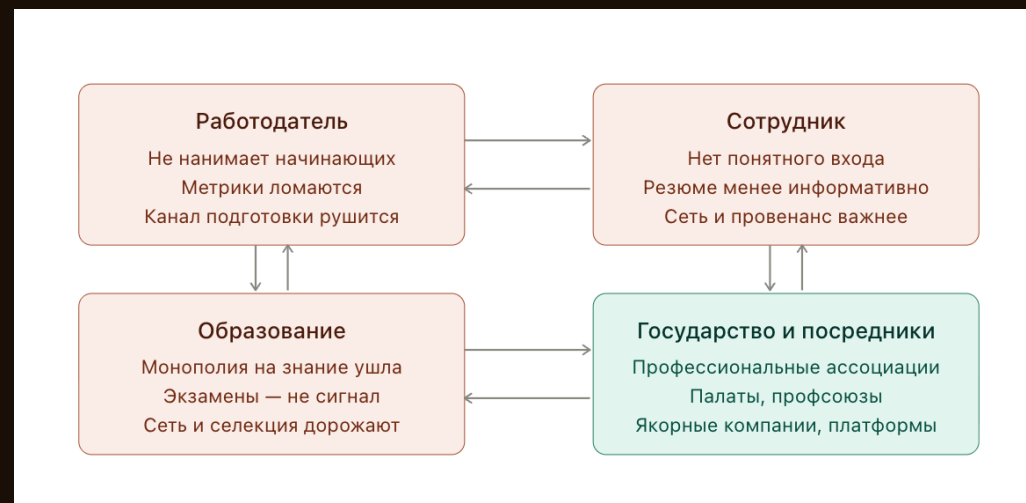 Работодатель
Не нанимает начинающих
Метрики ломаются
Канал подготовки рушится
Сотрудник
Нет понятного входа
Резюме менее информативно
Сеть и провенанс важнее
Образование
Монополия на знание ушла
Экзамены — не сигнал
Сеть и селекция дорожают
Государство и посредники
Профессиональные ассоциации
Палаты, профсоюзы
Якорные компании, платформы